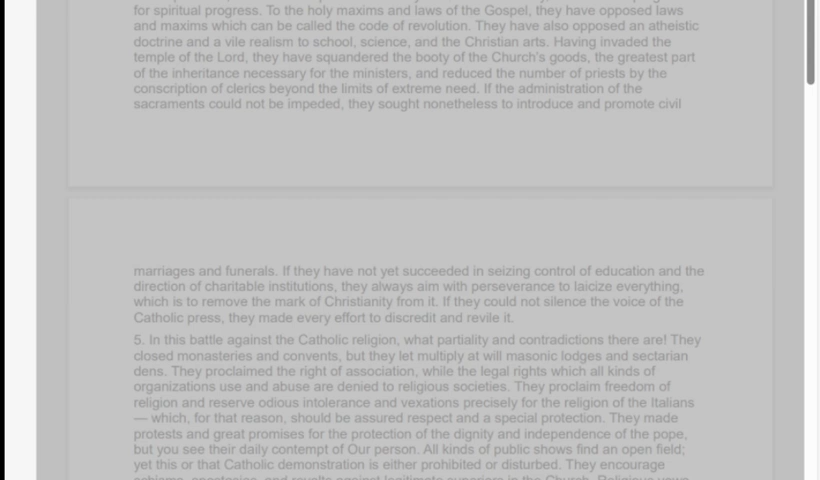 for spiritual progress. To the holy maxims and laws of the Gospel, they have opposed laws
and maxims which can be called the code of revolution. They have also opposed an atheistic
doctrine and a vile realism to school, science, and the Christian arts. Having invaded the
temple of the Lord, they have squandered the booty of the Church's goods, the greatest part
of the inheritance necessary for the ministers, and reduced the number of priests by the
conscription of clerics beyond the limits of extreme need. If the administration of the
sacraments could not be impeded, they sought nonetheless to introduce and promote civil
marriages and funerals. If they have not yet succeeded in seizing control of education and the
direction of charitable institutions, they always aim with perseverance to laicize everything,
which is to remove the mark of Christianity from it. If they could not silence the voice of the
Catholic press, they made every effort to discredit and revile it.
5. In this battle against the Catholic religion, what partiality and contradictions there are! They
closed monasteries and convents, but they let multiply at will masonic lodges and sectarian
dens. They proclaimed the right of association, while the legal rights which all kinds of
organizations use and abuse are denied to religious societies. They proclaim freedom of
religion and reserve odious intolerance and vexations precisely for the religion of the Italians
— which, for that reason, should be assured respect and a special protection. They made
protests and great promises for the protection of the dignity and independence of the pope,
but you see their daily contempt of Our person. All kinds of public shows find an open field;
yet this or that Catholic demonstration is either prohibited or disturbed. They encourage